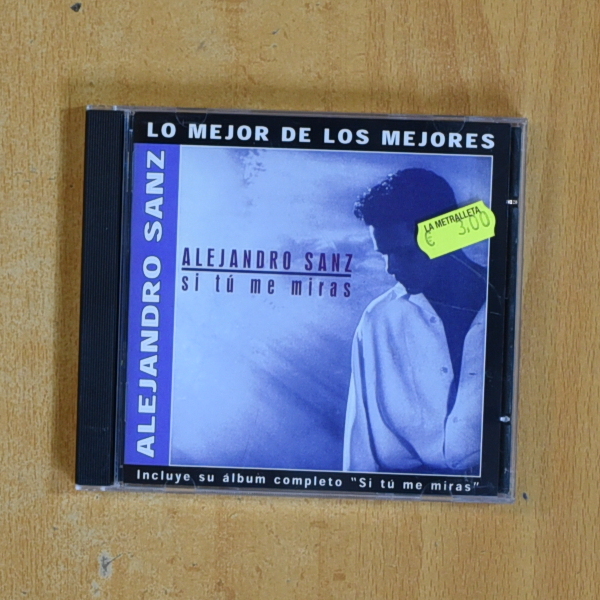 LO MEJOR DE LOS MEJORES
ALEJANDRO SANZ
LA METRALLETA
€ 3,00
ALEJANDRO SANZ
Si tú me miras
Incluye su álbum completo "Si tú me miras"